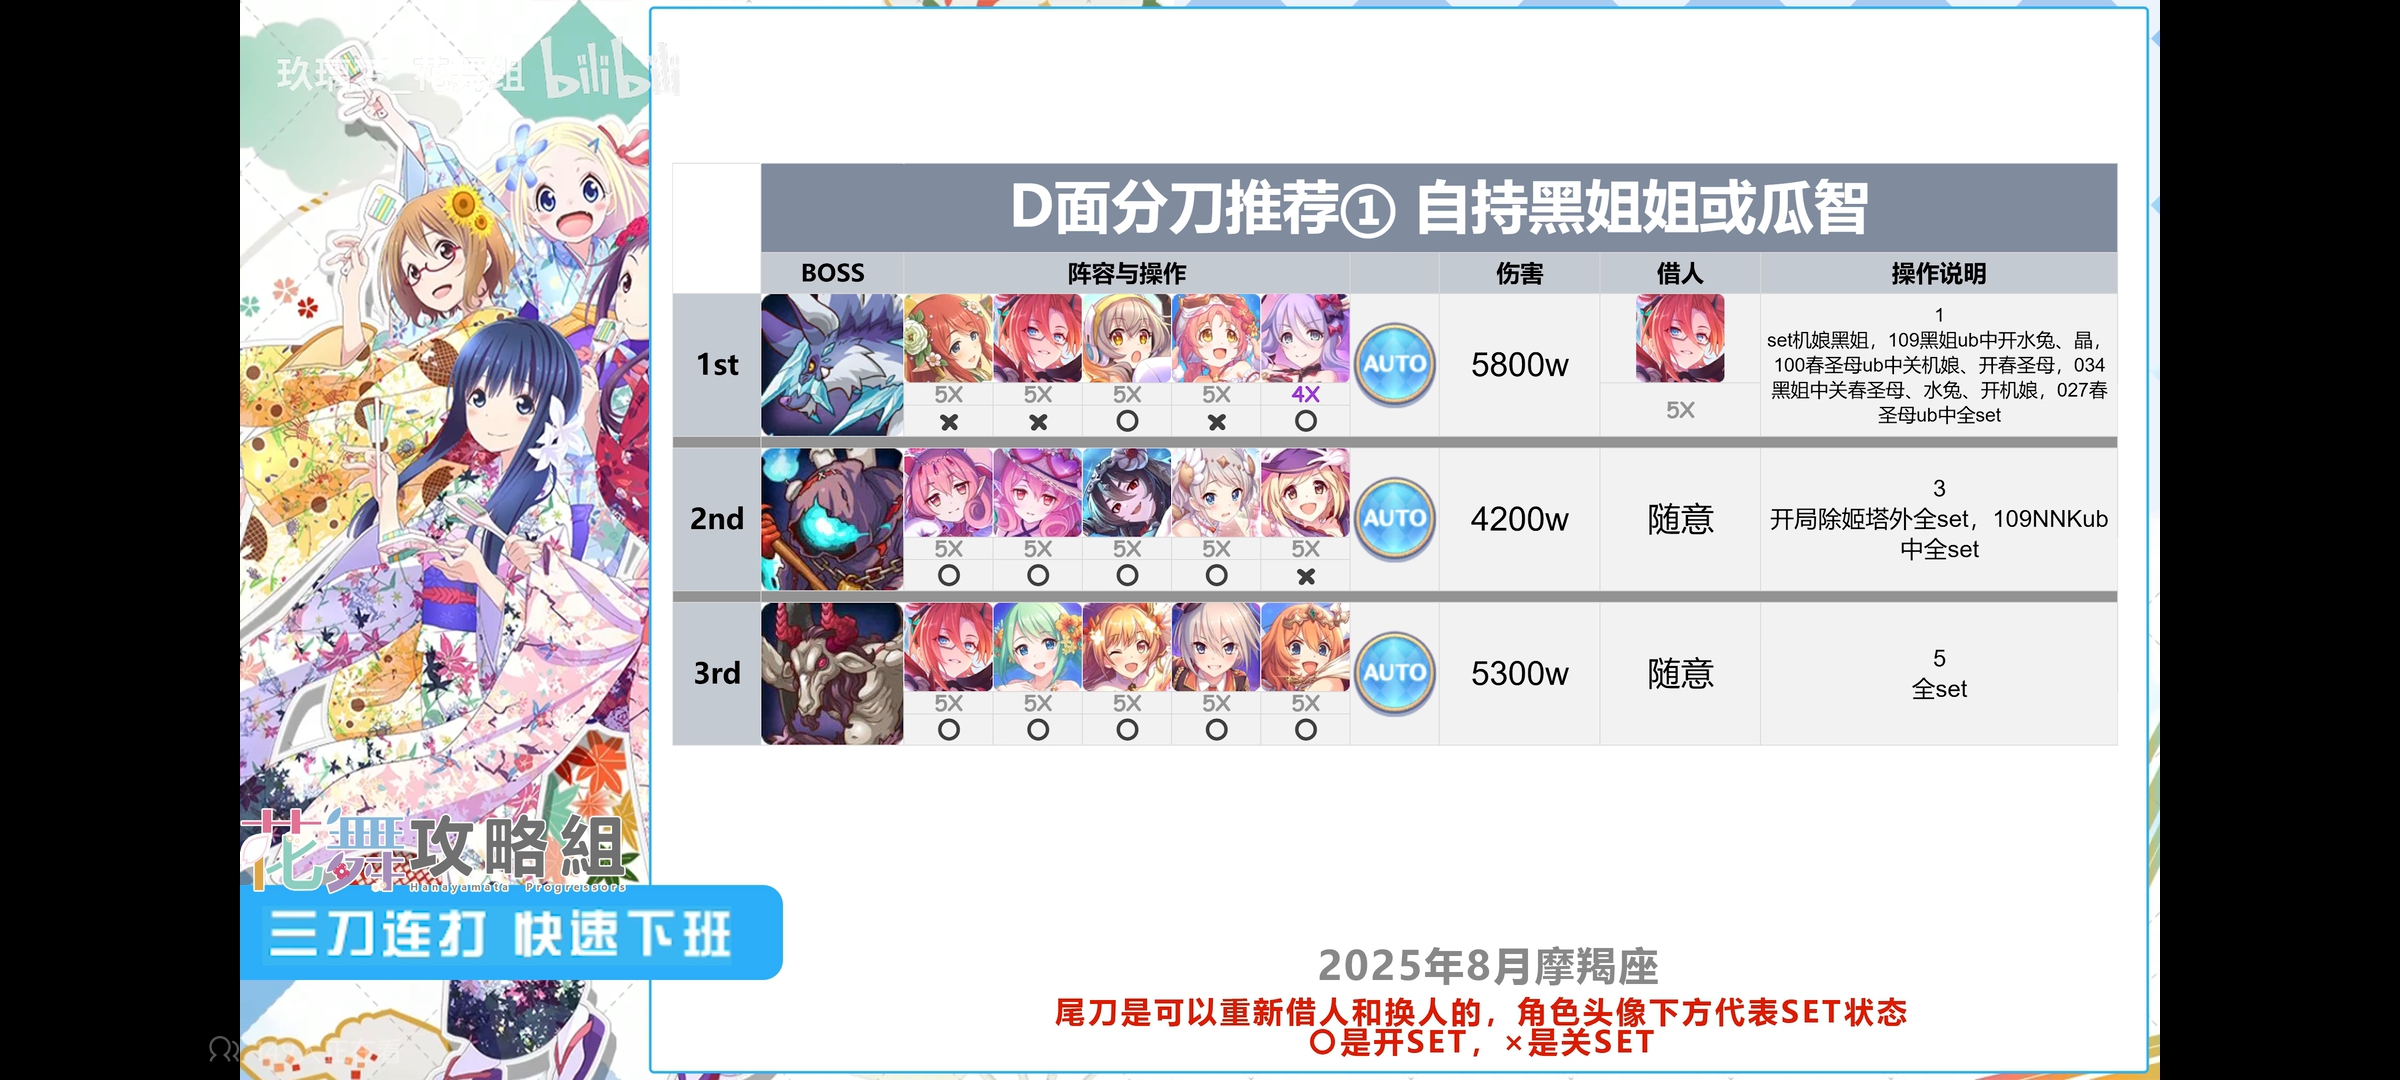 bilibili
D面分刀推荐① 自持黑姐姐或瓜智
BOSS 阵容与操作 伤害 借人 操作说明
1st
5X 5X 5X 5X 4X
× × ○ × ○
AUTO
5800w
5X
1
set机娘黑姐，109黑姐ub中开水兔、晶，
100春圣母ub中关机娘、开春圣母，034
黑姐中关春圣母、水兔、开机娘，027春
圣母ub中全set
2nd
5X 5X 5X 5X 5X
○ ○ ○ ○ ×
AUTO
4200w
随意
3
开局除姬塔外全set，109NNKub
中全set
3rd
5X 5X 5X 5X 5X
○ ○ ○ ○ ○
AUTO
5300w
随意
5
全set
花舞攻略組
Hanayamata Progressors
三刀连打 快速下班
2025年8月摩羯座
尾刀是可以重新借人和换人的，角色头像下方代表SET状态
○是开SET，×是关SET